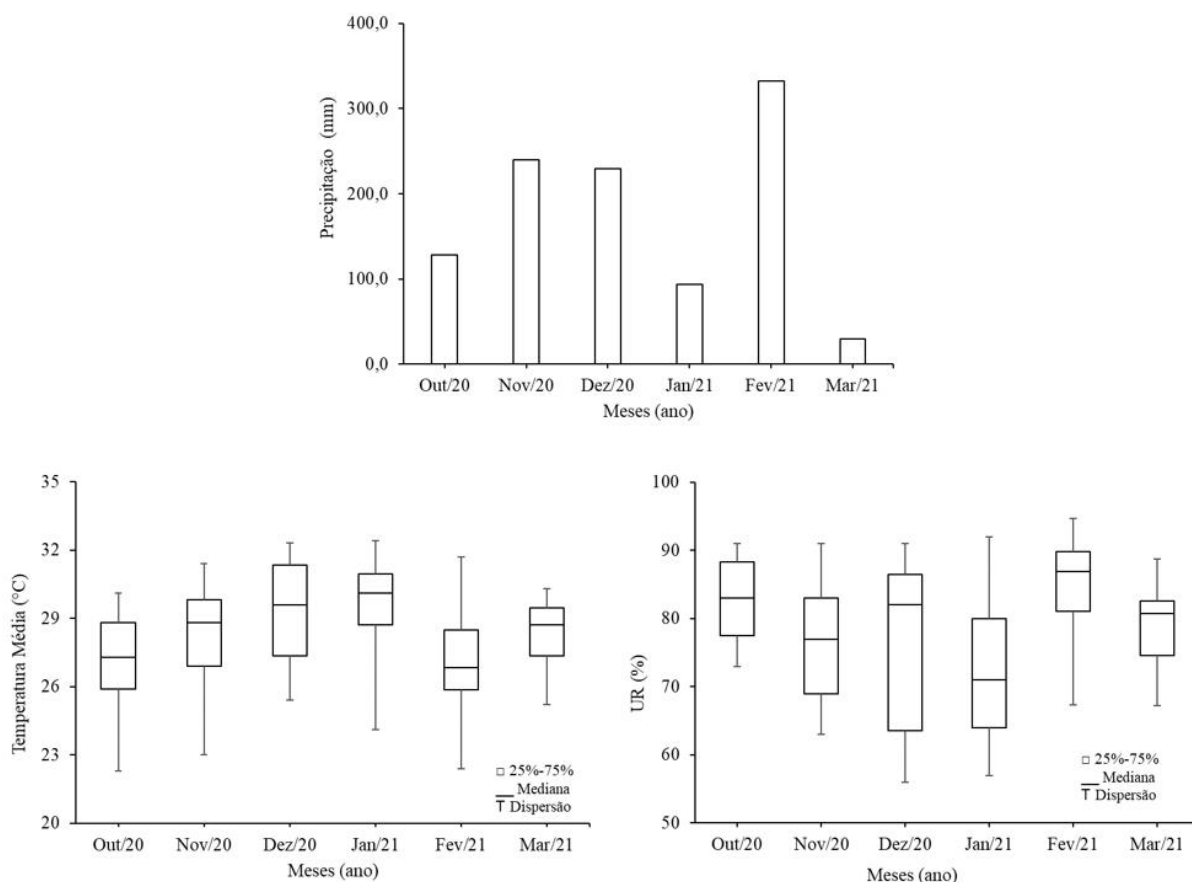 400,0
300,0
200,0
100,0
0,0
Precipitação (mm)
Out/20 Nov/20 Dez/20 Jan/21 Fev/21 Mar/21
Meses (ano)
35
32
29
26
23
20
Temperatura Média (°C)
25%-75%
Mediana
Dispersão
Out/20 Nov/20 Dez/20 Jan/21 Fev/21 Mar/21
Meses (ano)
100
90
80
70
60
50
UR (%)
25%-75%
Mediana
Dispersão
Out/20 Nov/20 Dez/20 Jan/21 Fev/21 Mar/21
Meses (ano)